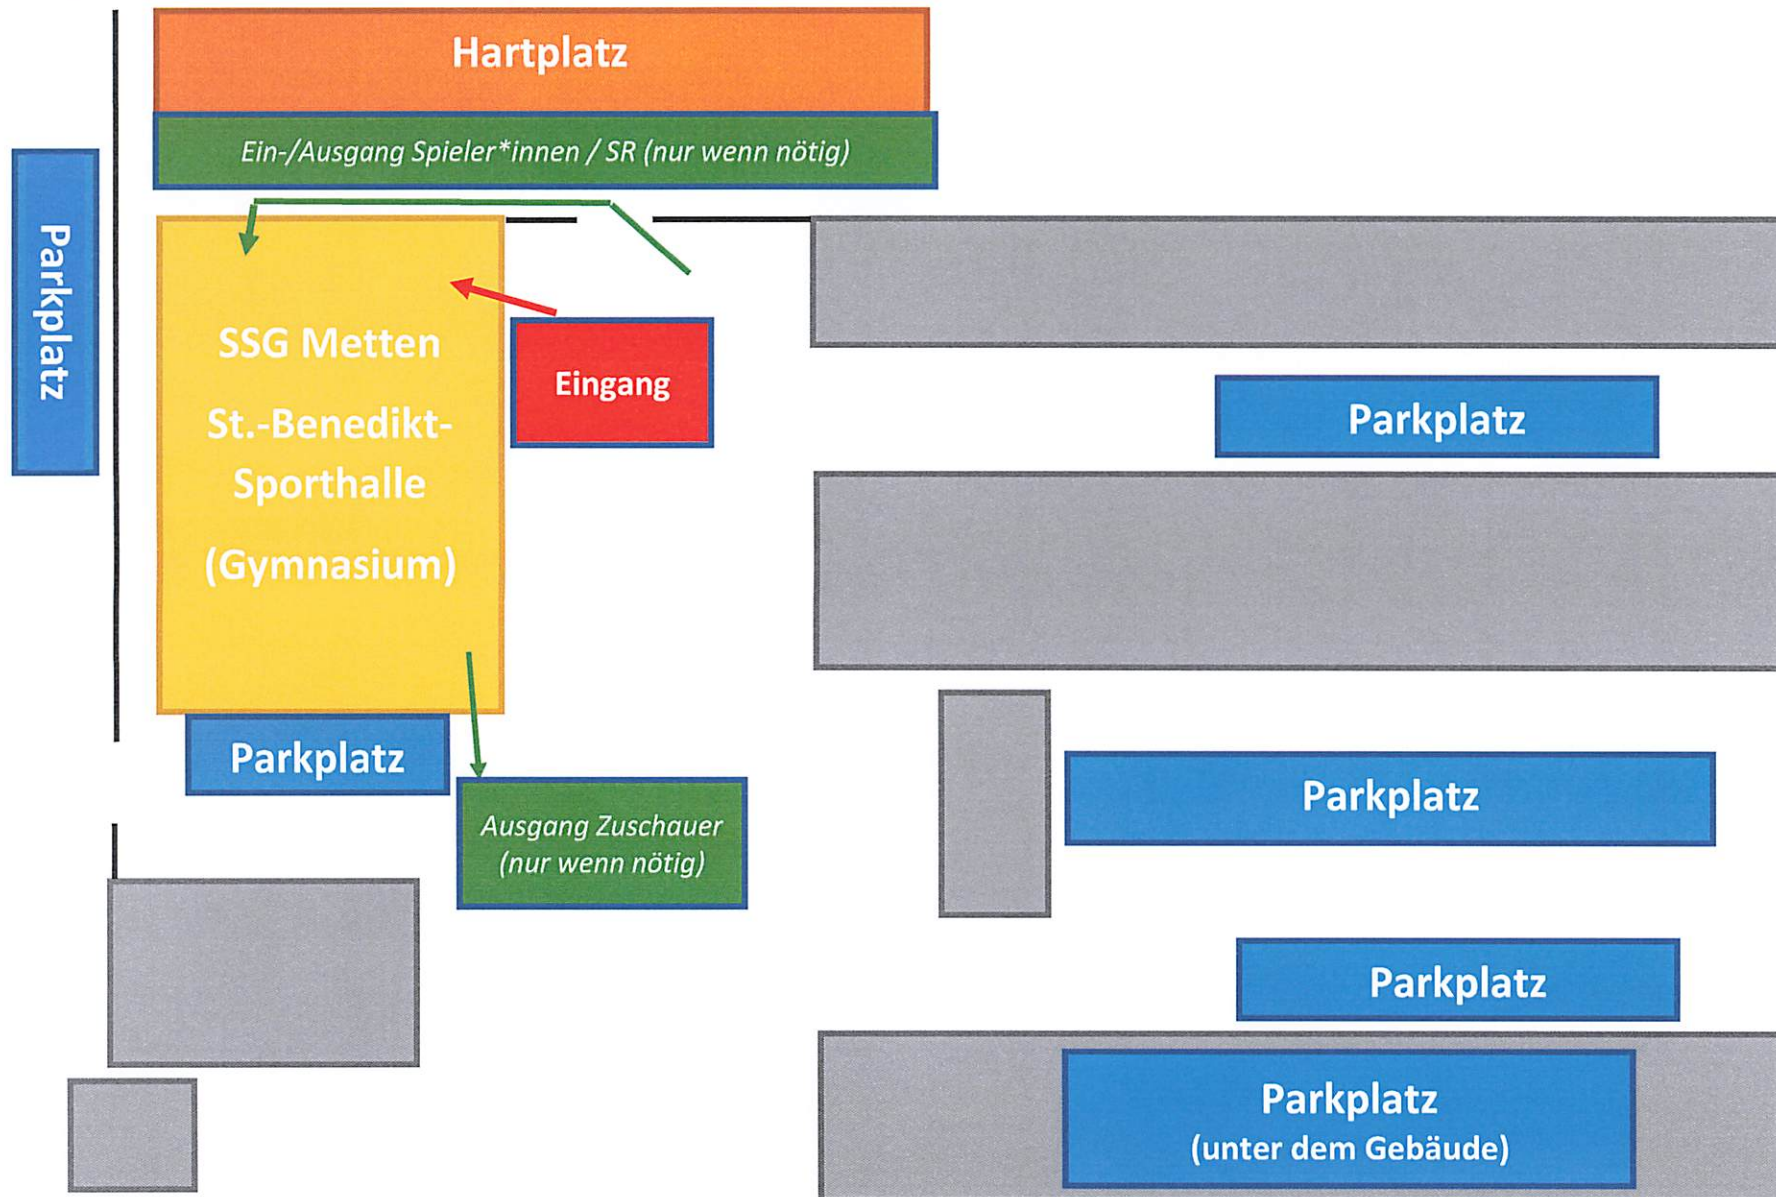 Hartplatz
Ein-/Ausgang Spieler*innen / SR (nur wenn nötig)
Parkplatz
SSG Metten
St.-Benedikt-
Sporthalle
(Gymnasium)
Eingang
Parkplatz
Parkplatz
Ausgang Zuschauer
(nur wenn nötig)
Parkplatz
Parkplatz
Parkplatz
(unter dem Gebäude)